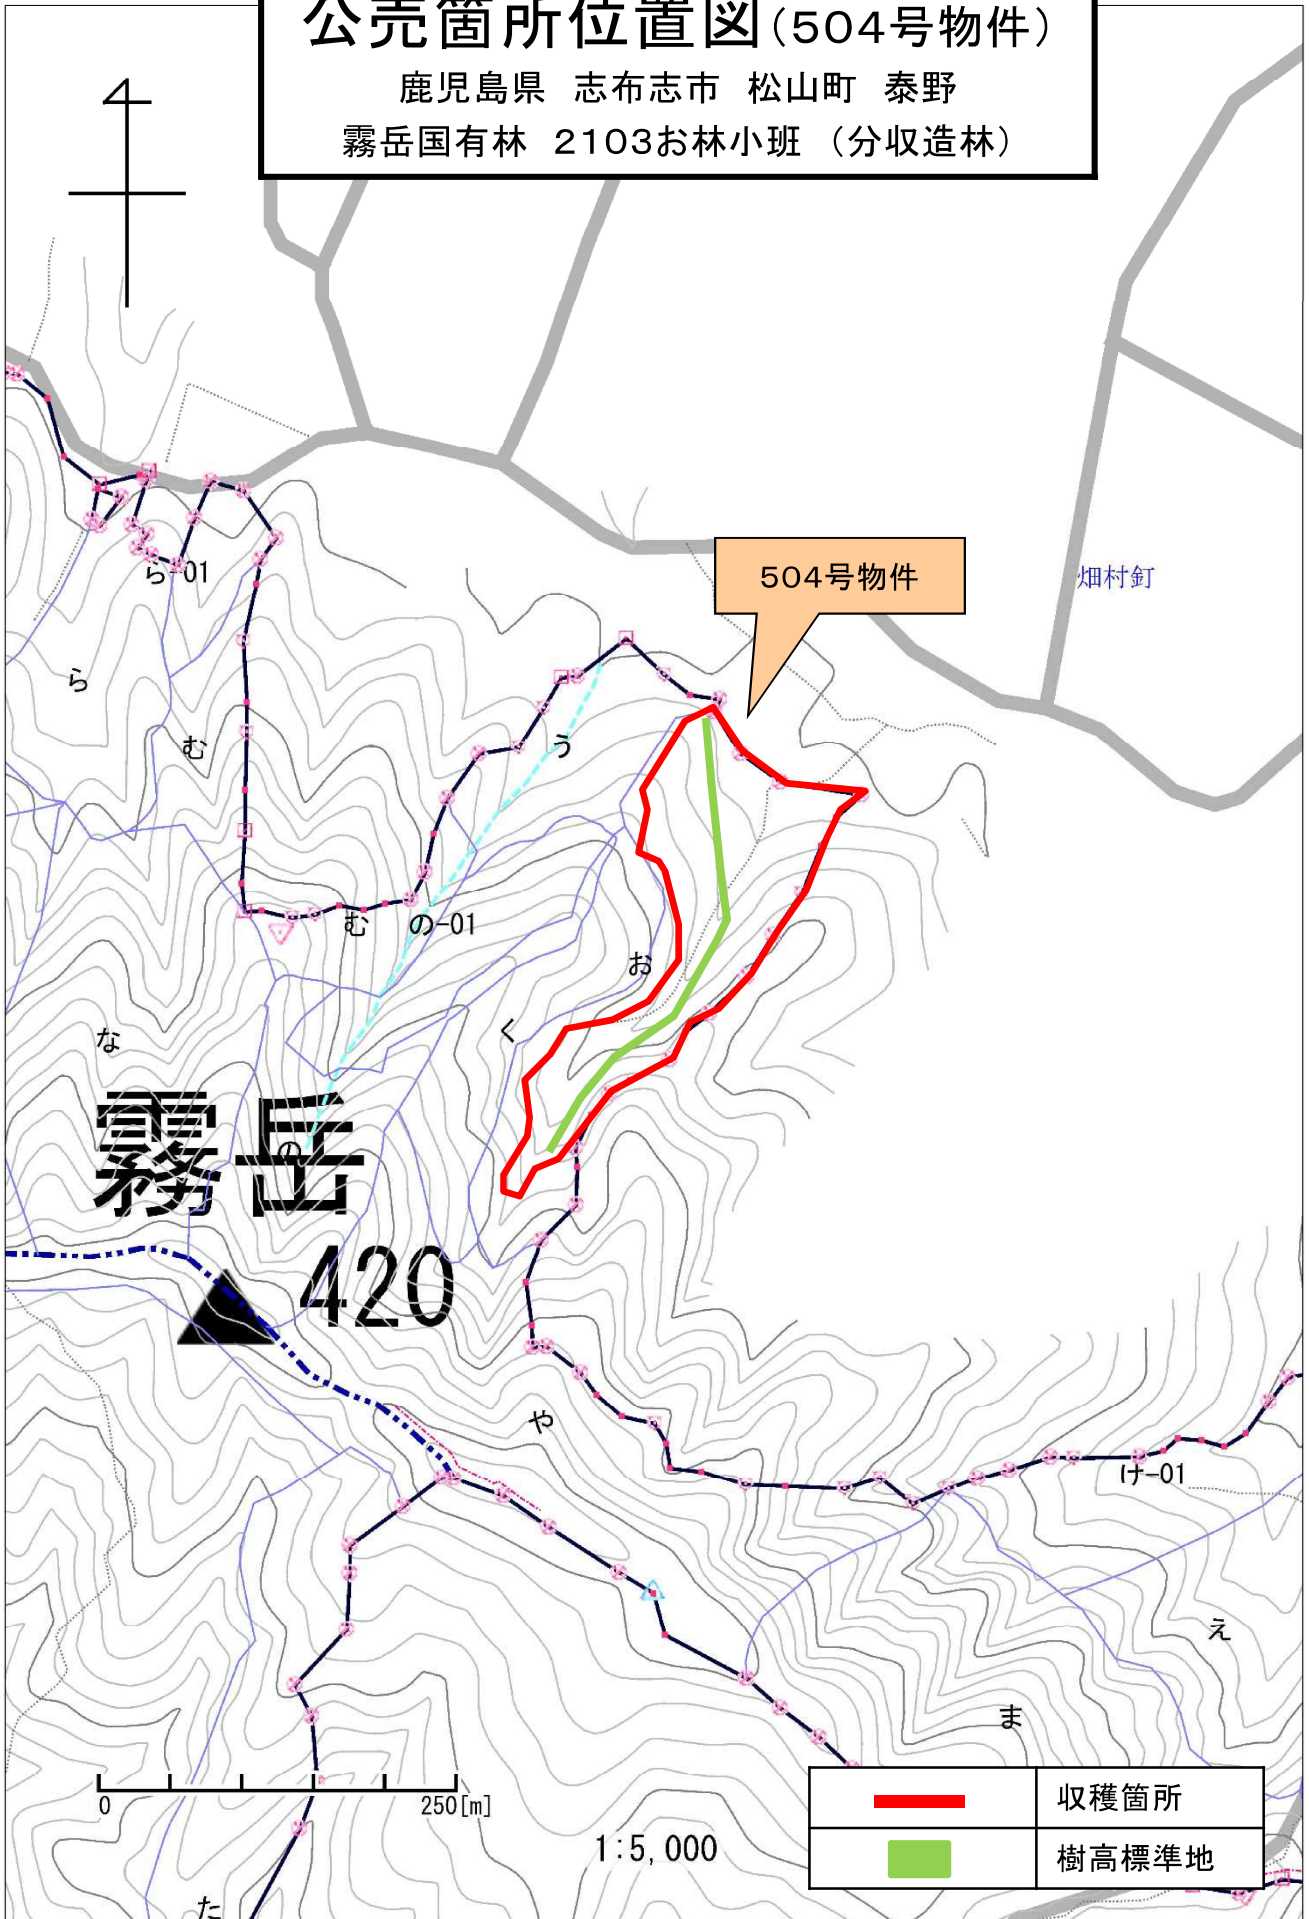 公売箇所位置図(504号物件)
鹿児島県 志布志市 松山町 泰野
霧岳国有林 2103お林小班 (分収造林)
504号物件
畑村釘
ら-01
ら
む
う
む
の-01
お
く
な
霧岳
の
420
や
け-01
え
ま
0
250[m]
1:5,000
収穫箇所
樹高標準地
た